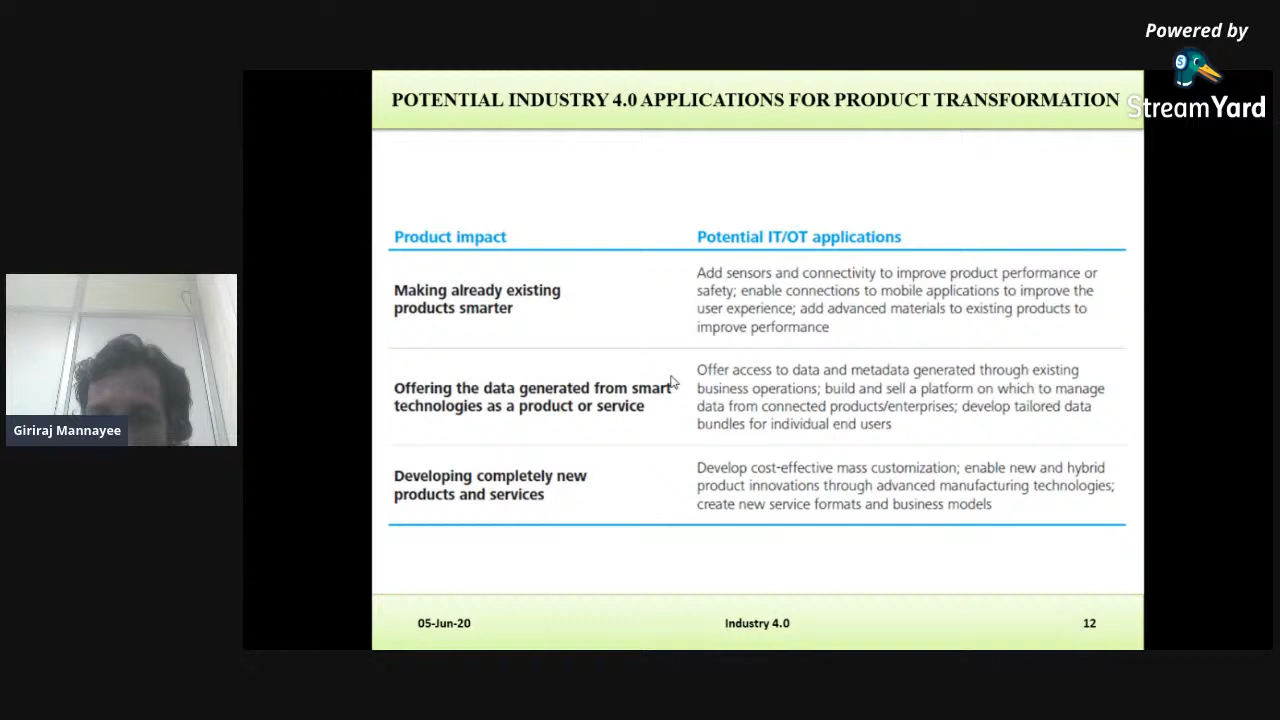 Powered by
StreamYard
POTENTIAL INDUSTRY 4.0 APPLICATIONS FOR PRODUCT TRANSFORMATION
Product impact
Potential IT/OT applications
Making already existing
products smarter
Add sensors and connectivity to improve product performance or
safety; enable connections to mobile applications to improve the
user experience; add advanced materials to existing products to
improve performance
Offering the data generated from smart
technologies as a product or service
Offer access to data and metadata generated through existing
business operations; build and sell a platform on which to manage
data from connected products/enterprises; develop tailored data
bundles for individual end users
Developing completely new
products and services
Develop cost-effective mass customization; enable new and hybrid
product innovations through advanced manufacturing technologies;
create new service formats and business models
Giriraj Mannayee
05-Jun-20
Industry 4.0
12